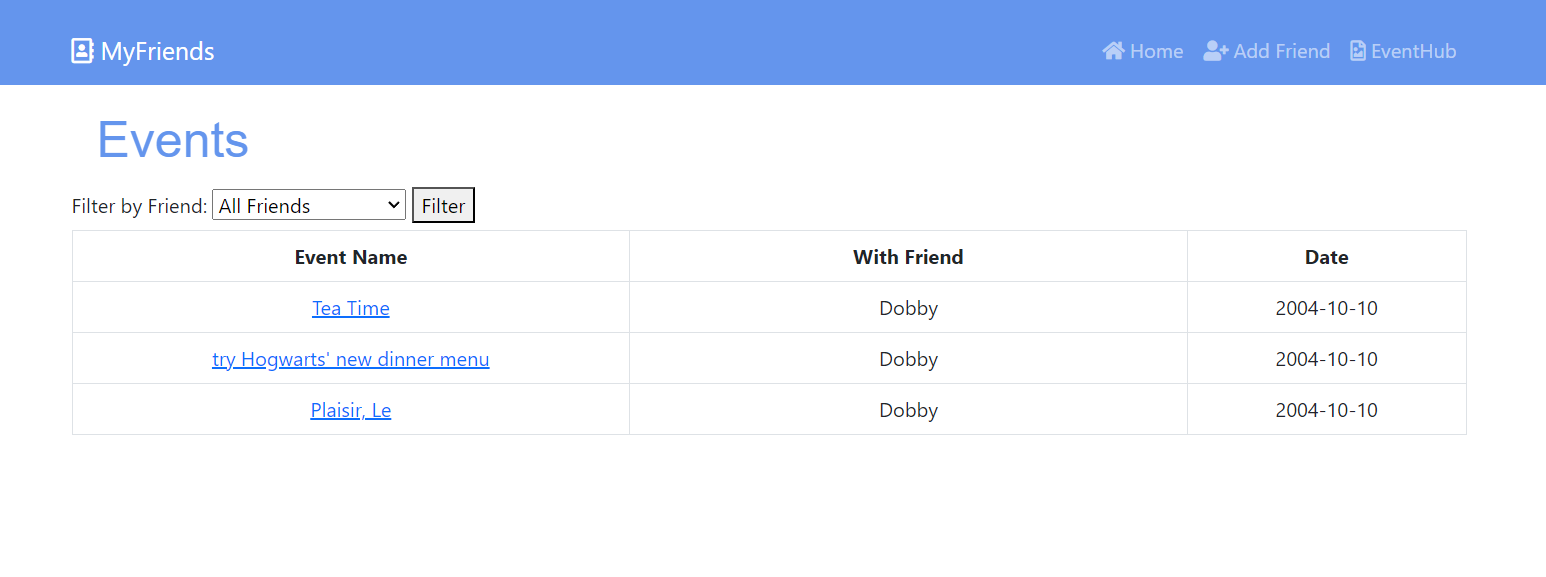 MyFriends Home Add Friend EventHub
Events
Filter by Friend: All Friends Filter
Event Name With Friend Date
Tea Time Dobby 2004-10-10
try Hogwarts' new dinner menu Dobby 2004-10-10
Plaisir, Le Dobby 2004-10-10